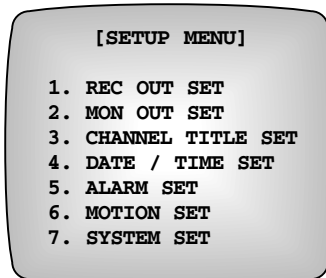 [SETUP MENU]
1. REC OUT SET
2. MON OUT SET
3. CHANNEL TITLE SET
4. DATE / TIME SET
5. ALARM SET
6. MOTION SET
7. SYSTEM SET